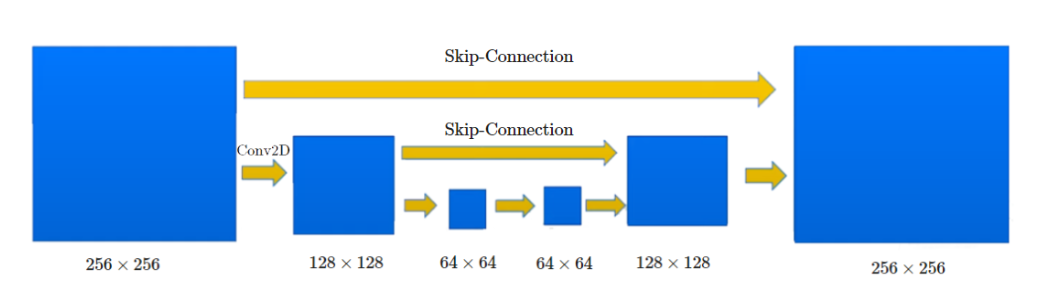 Skip-Connection
Skip-Connection
Conv2D
256 × 256
128 × 128
64 × 64
64 × 64
128 × 128
256 × 256